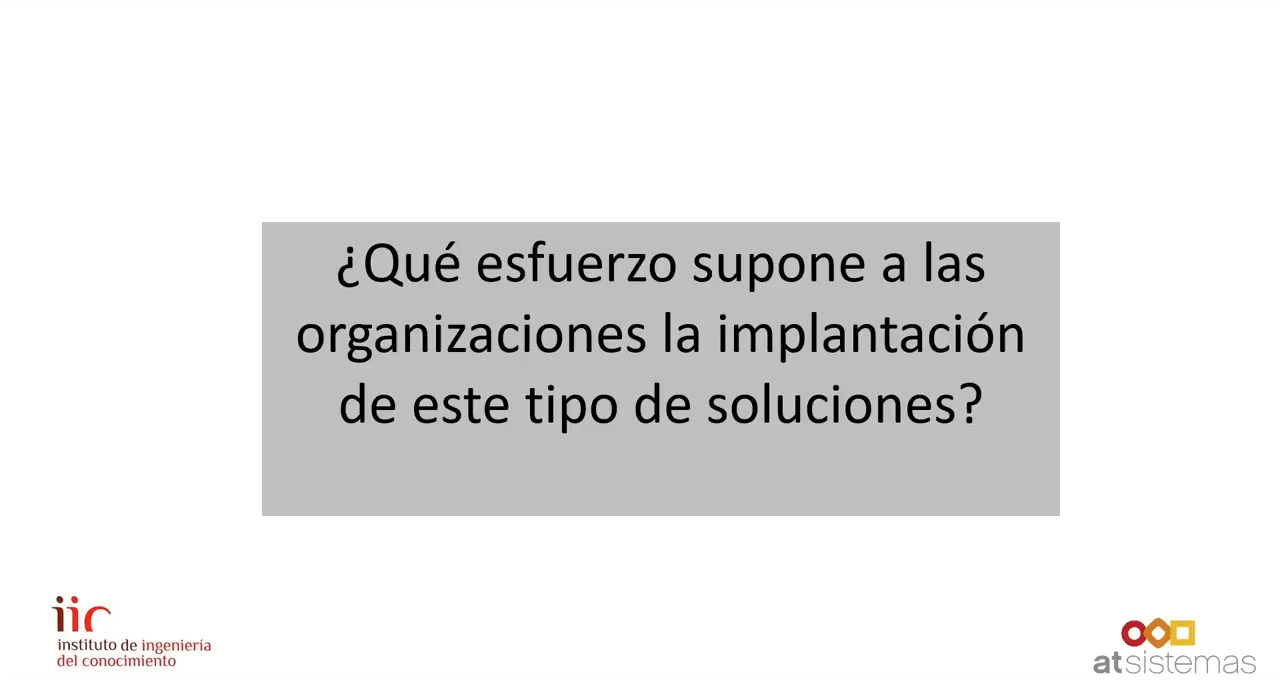 ¿Qué esfuerzo supone a las
organizaciones la implantación
de este tipo de soluciones?
iic
instituto de ingeniería
del conocimiento
atsistemas